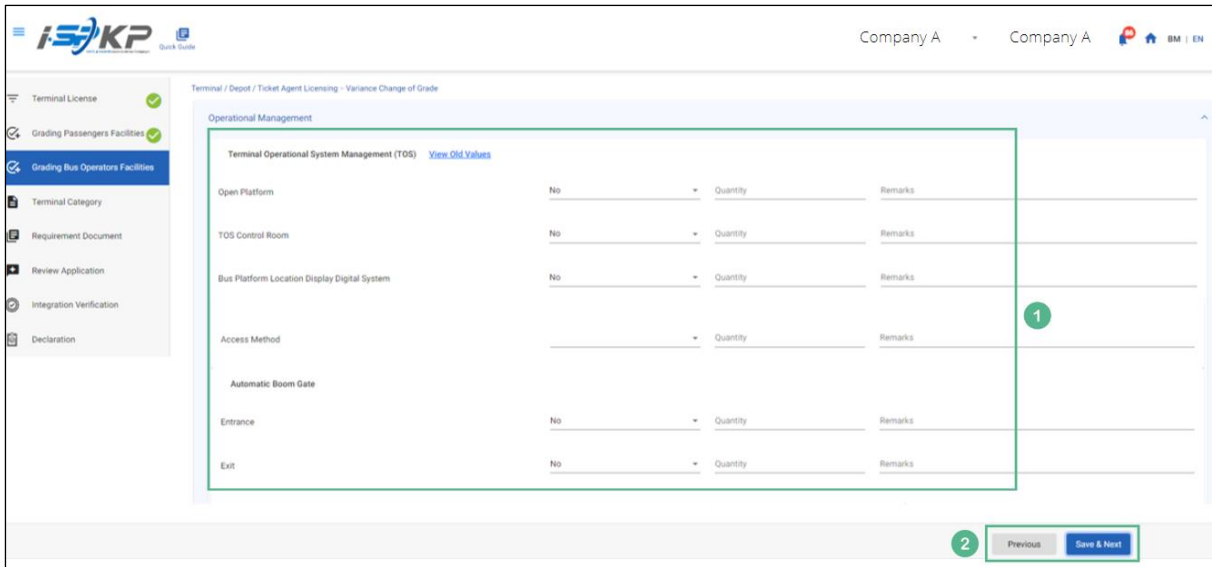 i-SPKP
Quick Guide
Company A
Company A
BM | EN
Terminal License
Grading Passengers Facilities
Grading Bus Operators Facilities
Terminal Category
Requirement Document
Review Application
Integration Verification
Declaration
Terminal / Depot / Ticket Agent Licensing - Variance Change of Grade
Operational Management
Terminal Operational System Management (TOS) View Old Values
Open Platform No Quantity Remarks
TOS Control Room No Quantity Remarks
Bus Platform Location Display Digital System No Quantity Remarks
Access Method Quantity Remarks
Automatic Boom Gate
Entrance No Quantity Remarks
Exit No Quantity Remarks
1
2 Previous Save & Next